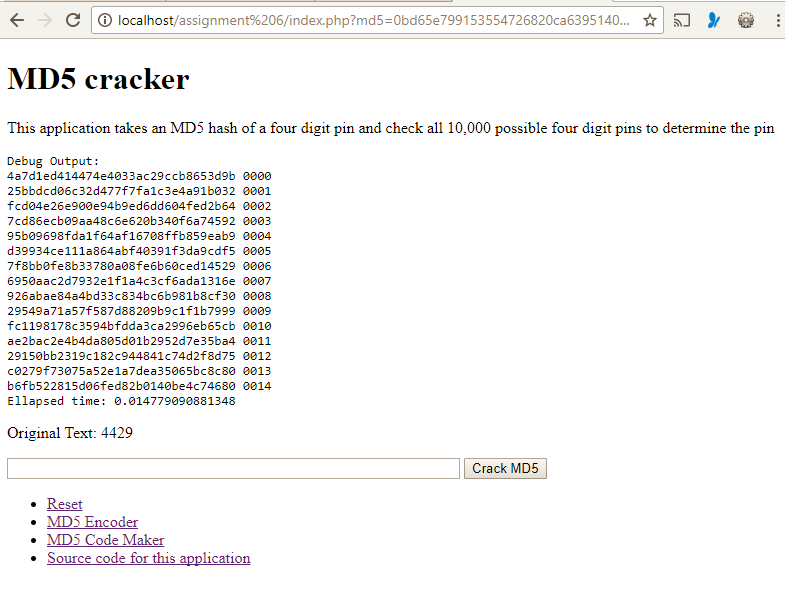 localhost/assignment%206/index.php?md5=0bd65e799153554726820ca6395140...
MD5 cracker
This application takes an MD5 hash of a four digit pin and check all 10,000 possible four digit pins to determine the pin
Debug Output:
4a7d1ed414474e4033ac29ccb8653d9b 0000
25bbdcd06c32d477f7fa1c3e4a91b032 0001
fcd04e26e900e94b9ed6dd604fed2b64 0002
7cd86ecb09aa48c6e620b340f6a74592 0003
95b09698fda1f64af16708ffb859eab9 0004
d39934ce111a864abf40391f3da9cdf5 0005
7f8bb0fe8b33780a08fe6b60ced14529 0006
6950aac2d7932e1f1a4c3cf6ada1316e 0007
926abae84a4bd33c834bc6b981b8cf30 0008
29549a71a57f587d88209b9c1f1b7999 0009
fc1198178c3594bfdda3ca2996eb65cb 0010
ae2bac2e4b4da805d01b2952d7e35ba4 0011
29150bb2319c182c944841c74d2f8d75 0012
c0279f73075a52e1a7dea35065bc8c80 0013
b6fb522815d06fed82b0140be4c74680 0014
Ellapsed time: 0.014779090881348
Original Text: 4429
Crack MD5
Reset
MD5 Encoder
MD5 Code Maker
Source code for this application